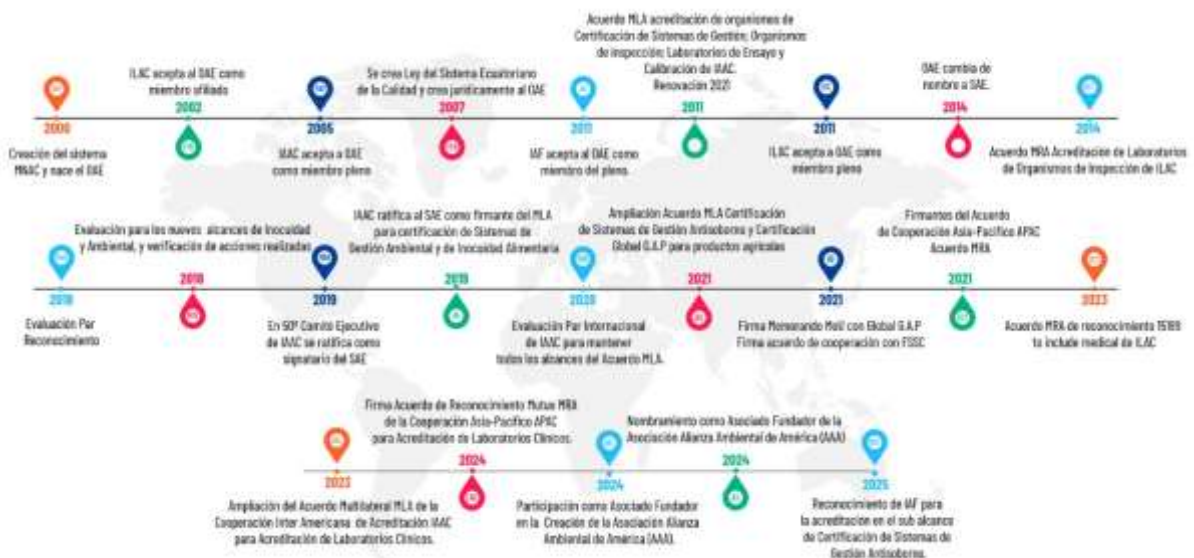 2000
Creación del sistema
MNAC y nace el OAE
ILAC acepta al OAE como
miembro afiliado
2002
2005
IAAC acepta a OAE
como miembro pleno
Se crea Ley del Sistema Ecuatoriano
de la Calidad y crea jurídicamente al OAE
2007
2011
IAF acepta al OAE como
miembro del pleno.
Acuerdo MLA acreditación de organismos de
Certificación de Sistemas de Gestión; Organismos
de inspección; Laboratorios de Ensayo y
Calibración de IAAC.
Renovación 2021
2011
2011
ILAC acepta a OAE como
miembro pleno
OAE cambia de
nombre a SAE.
2014
2014
Acuerdo MRA Acreditación de Laboratorios
de Organismos de Inspección de ILAC
2018
Evaluación Par
Reconocimiento
Evaluación para los nuevos alcances de Inocuidad
y Ambiental, y verificación de acciones realizadas
2018
2019
En 50º Comité Ejecutivo
de IAAC se ratifica como
signatario del SAE
IAAC ratifica al SAE como firmante del MLA
para certificación de Sistemas de
Gestión Ambiental y de Inocuidad Alimentaria
2019
2020
Evaluación Par Internacional
de IAAC para mantener
todos los alcances del Acuerdo MLA.
Ampliación Acuerdo MLA Certificación
de Sistemas de Gestión Antisoborno y Certificación
Global G.A.P para productos agrícolas
2021
2021
Firma Memorando MoU con Global G.A.P
Firma acuerdo de cooperación con FSSC
Firmantes del Acuerdo
de Cooperación Asia-Pacífico APAC
Acuerdo MRA
2021
2023
Acuerdo MRA de reconocimiento 15189
to include medical de ILAC
2023
Ampliación del Acuerdo Multilateral MLA de la
Cooperación Inter Americana de Acreditación IAAC
para Acreditación de Laboratorios Clínicos.
Firma Acuerdo de Reconocimiento Mutuo MRA
de la Cooperación Asia-Pacífico APAC
para Acreditación de Laboratorios Clínicos.
2024
2024
Participación como Asociado Fundador
en la Creación de la Asociación Alianza
Ambiental de América (AAA).
Nombramiento como Asociado Fundador de la
Asociación Alianza Ambiental de América (AAA)
2024
2025
Reconocimiento de IAF para
la acreditación en el sub alcance
de Certificación de Sistemas de
Gestión Antisoborno.